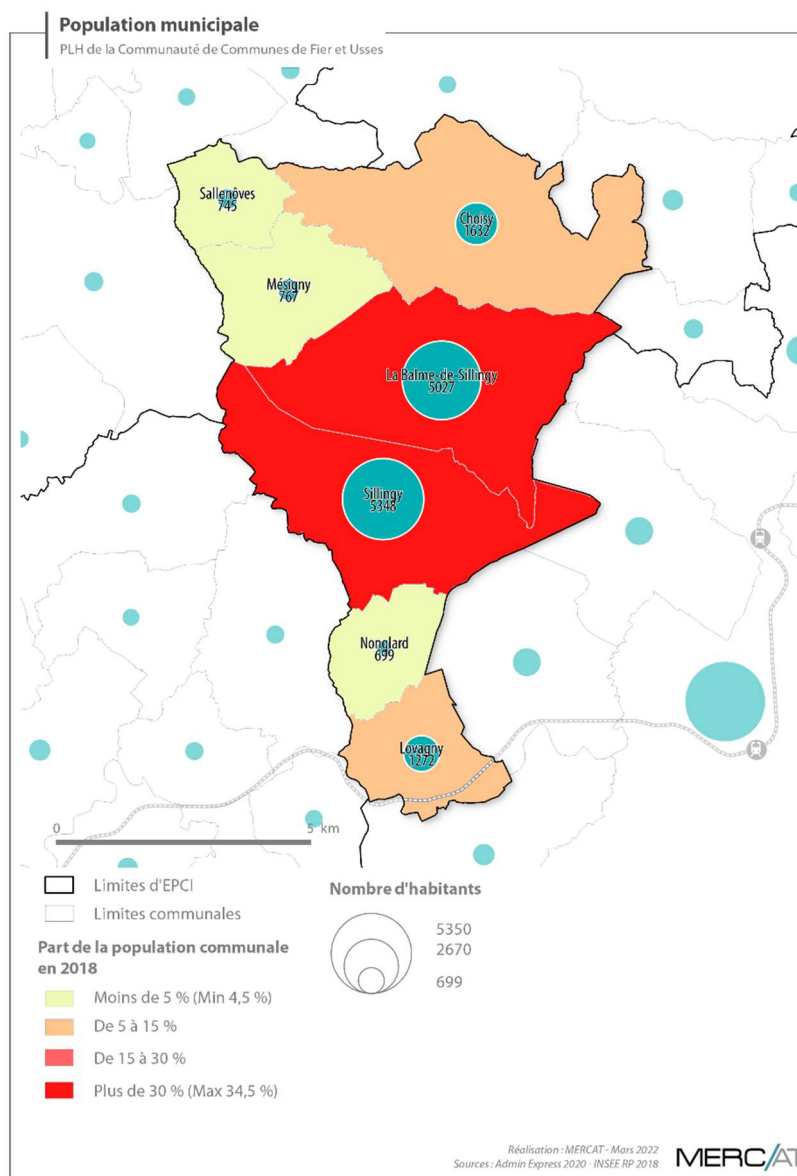 Population municipale
PLH de la Communauté de Communes de Fier et Usses
Sallenôves
745
Choisy
1632
Mésigny
767
La Balme-de-Sillingy
5027
Sillingy
5348
Nonglard
699
Lovagny
1272
0
5 km
Limites d'EPCI
Limites communales
Part de la population communale
en 2018
Moins de 5 % (Min 4,5 %)
De 5 à 15 %
De 15 à 30 %
Plus de 30 % (Max 34,5 %)
Nombre d'habitants
5350
2670
699
Réalisation : MERCAT - Mars 2022
Sources : Admin Express 2020 - INSEE RP 2018
MERC/AT